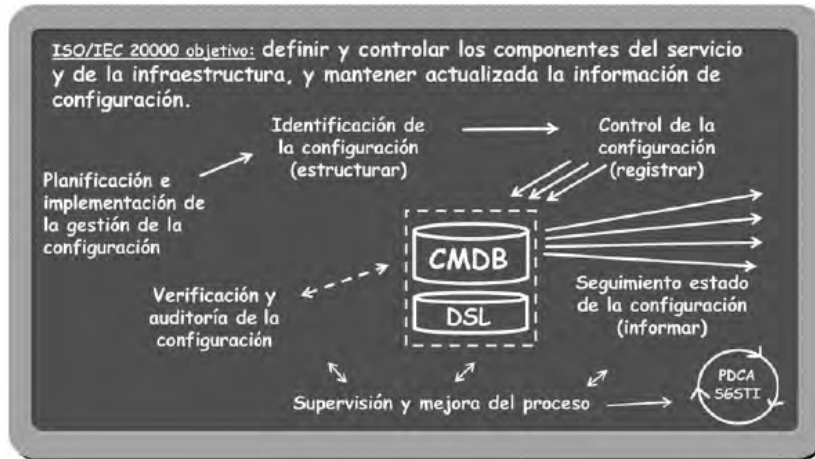 ISO/IEC 20000 objetivo: definir y controlar los componentes del servicio
y de la infraestructura, y mantener actualizada la información de
configuración.
Identificación de
la configuración
(estructurar)
Control de la
configuración
(registrar)
Planificación e
implementación de
la gestión de la
configuración
CMDB
DSL
Verificación y
auditoría de la
configuración
Seguimiento estado
de la configuración
(informar)
Supervisión y mejora del proceso
PDCA
SGSTI